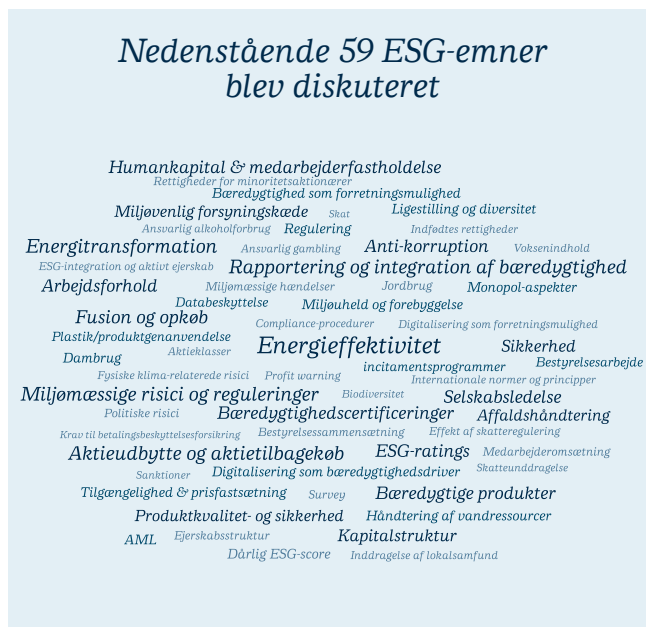 Nedenstående 59 ESG-emner
blev diskuteret
Humankapital & medarbejderfastholdelse
Rettigheder for minoritetsaktionærer
Bæredygtighed som forretningsmulighed
Miljøvenlig forsyningskæde Skat Ligestilling og diversitet
Ansvarlig alkoholforbrug Regulering Indfødtes rettigheder
Energitransformation Ansvarlig gambling Anti-korruption Voksenindhold
ESG-integration og aktivt ejerskab Rapportering og integration af bæredygtighed
Arbejdsforhold Miljømæssige hændelser Jordbrug Monopol-aspekter
Databeskyttelse Miljøuheld og forebyggelse
Fusion og opkøb Compliance-procedurer Digitalisering som forretningsmulighed
Plastik/produktgenanvendelse Energieffektivitet Sikkerhed
Dambrug Aktieklasser incitamentsprogrammer Bestyrelsesarbejde
Fysiske klima-relaterede risici Profit warning Internationale normer og principper
Miljømæssige risici og reguleringer Biodiversitet Selskabsledelse
Politiske risici Bæredygtighedscertificeringer Affaldshåndtering
Krav til betalingsbeskyttelsesforsikring Bestyrelsessammensætning Effekt af skatteregulering
Aktieudbytte og aktietilbagekøb ESG-ratings Medarbejderomsætning
Sanktioner Digitalisering som bæredygtighedsdriver Skatteunddragelse
Tilgængelighed & prisfastsætning Survey Bæredygtige produkter
Produktkvalitet- og sikkerhed Håndtering af vandressourcer
AML Ejerskabsstruktur Kapitalstruktur
Dårlig ESG-score Inddragelse af lokalsamfund